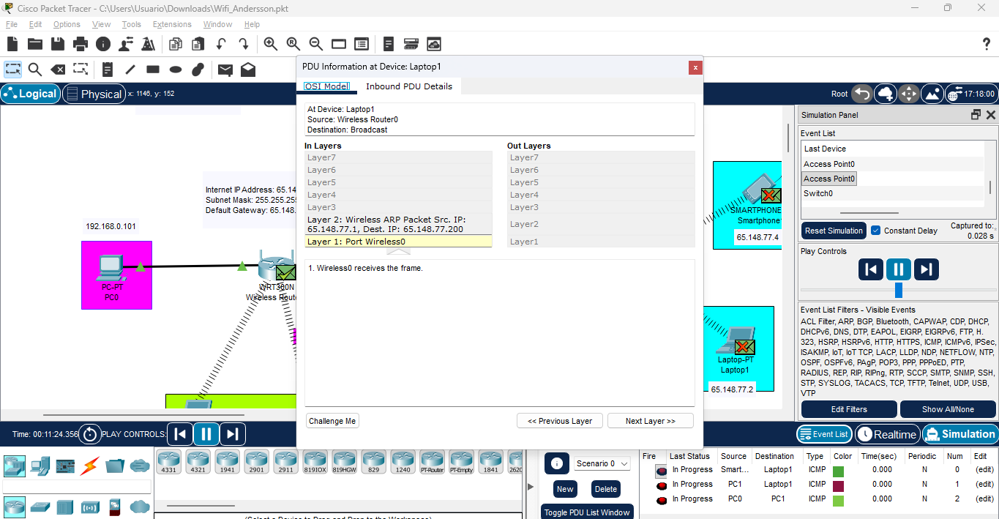 Cisco Packet Tracer - C:\Users\Usuario\Downloads\Wifi_Andersson.pkt
File Edit Options View Tools Extensions Window Help
?
Logical
Physical
x: 1146, y: 152
Root
17:18:00
Internet IP Address: 65.14
Subnet Mask: 255.255.25
Default Gateway: 65.148.
192.168.0.101
PC-PT
PC0
WRT300N
Wireless Route
PDU Information at Device: Laptop1
x
OSI Model
Inbound PDU Details
At Device: Laptop1
Source: Wireless Router0
Destination: Broadcast
In Layers
Layer7
Layer6
Layer5
Layer4
Layer3
Layer 2: Wireless ARP Packet Src. IP:
65.148.77.1, Dest. IP: 65.148.77.200
Layer 1: Port Wireless0
Out Layers
Layer7
Layer6
Layer5
Layer4
Layer3
Layer2
Layer1
1. Wireless0 receives the frame.
Challenge Me
<< Previous Layer
Next Layer >>
SMARTPHONE
Smartphone
65.148.77.4
Laptop-PT
Laptop1
65.148.77.2
Simulation Panel
Event List
Last Device
Access Point0
Access Point0
Switch0
Reset Simulation
Constant Delay
Captured to:
0.028 s
Play Controls
Event List Filters - Visible Events
ACL Filter, ARP, BGP, Bluetooth, CAPWAP, CDP, DHCP,
DHCPv6, DNS, DTP, EAPOL, EIGRP, EIGRPv6, FTP, H.
323, HSRP, HSRPv6, HTTP, HTTPS, ICMP, ICMPv6, IPSec,
ISAKMP, IoT, IoT TCP, LACP, LLDP, NDP, NETFLOW, NTP,
OSPF, OSPFv6, PAgP, POP3, PPP, PPPoED, PTP,
RADIUS, REP, RIP, RIPng, RTP, SCCP, SMTP, SNMP, SSH,
STP, SYSLOG, TACACS, TCP, TFTP, Telnet, UDP, USB,
VTP
Edit Filters
Show All/None
Time: 00:11:24.356
PLAY CONTROLS:
Event List
Realtime
Simulation
4331 4321 1941 2901 2911 819IOX 819HGW 829 1240 PT-Router PT-Empty 1841 2620
(Select a Device to Drag and Drop to the Workspace)
Scenario 0
New
Delete
Toggle PDU List Window
Fire Last Status Source Destination Type Color Time(sec) Periodic Num Edit
In Progress Smart... Laptop1 ICMP 0.000 N 0 (edit)
In Progress PC1 Laptop1 ICMP 0.000 N 1 (edit)
In Progress PC0 PC1 ICMP 0.000 N 2 (edit)